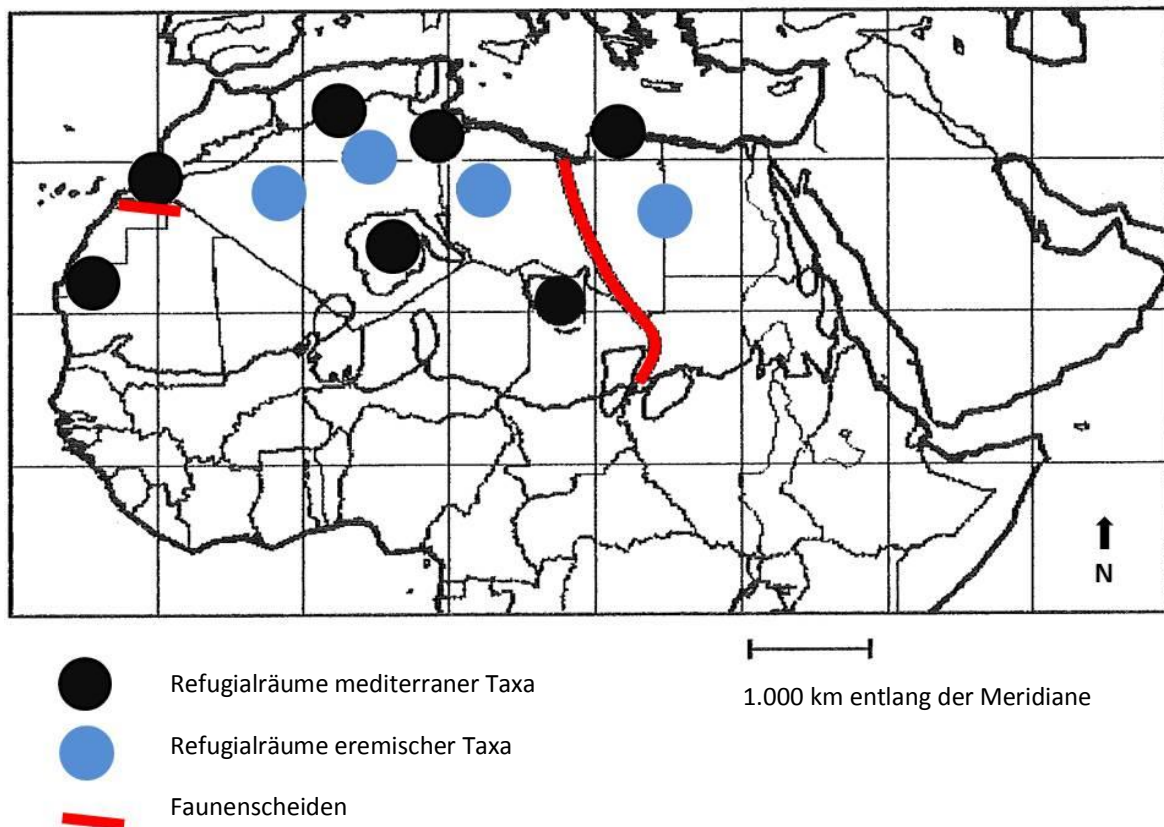 N
Refugialräume mediterraner Taxa
1.000 km entlang der Meridiane
Refugialräume eremischer Taxa
Faunenscheiden